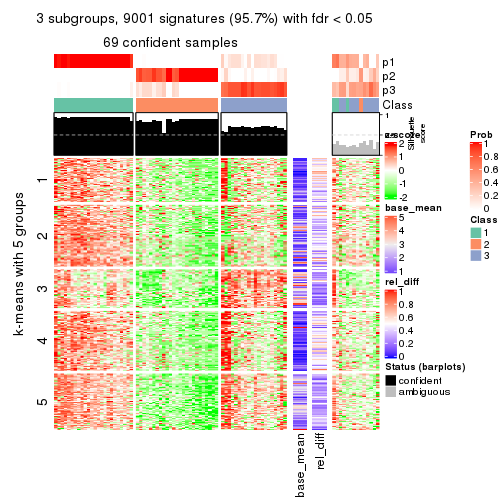 3 subgroups, 9001 signatures (95.7%) with fdr < 0.05
69 confident samples
p1
p2
p3
Class
1
Silhouette
score
k-means with 5 groups
1
2
3
4
5
base_mean
rel_diff
z-score
2
1
0
-2
base_mean
5
4
3
2
1
rel_diff
1
0.8
0.6
0.4
0.2
0
Status (barplots)
confident
ambiguous
Prob
1
0.8
0.6
0.4
0.2
0
Class
1
2
3